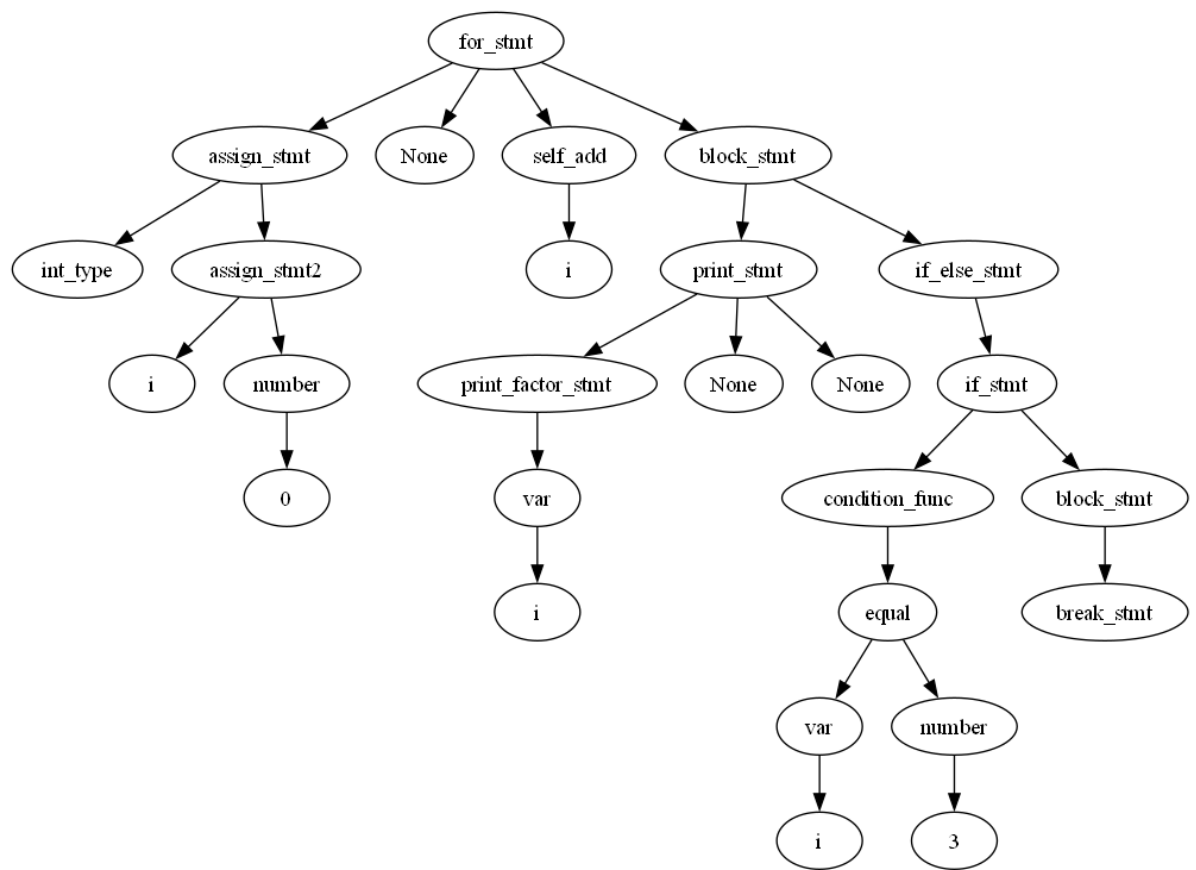 for_stmt
assign_stmt None self_add block_stmt
int_type assign_stmt2 i print_stmt if_else_stmt
i number print_factor_stmt None None if_stmt
0 var condition_func block_stmt
i equal break_stmt
var number
i 3